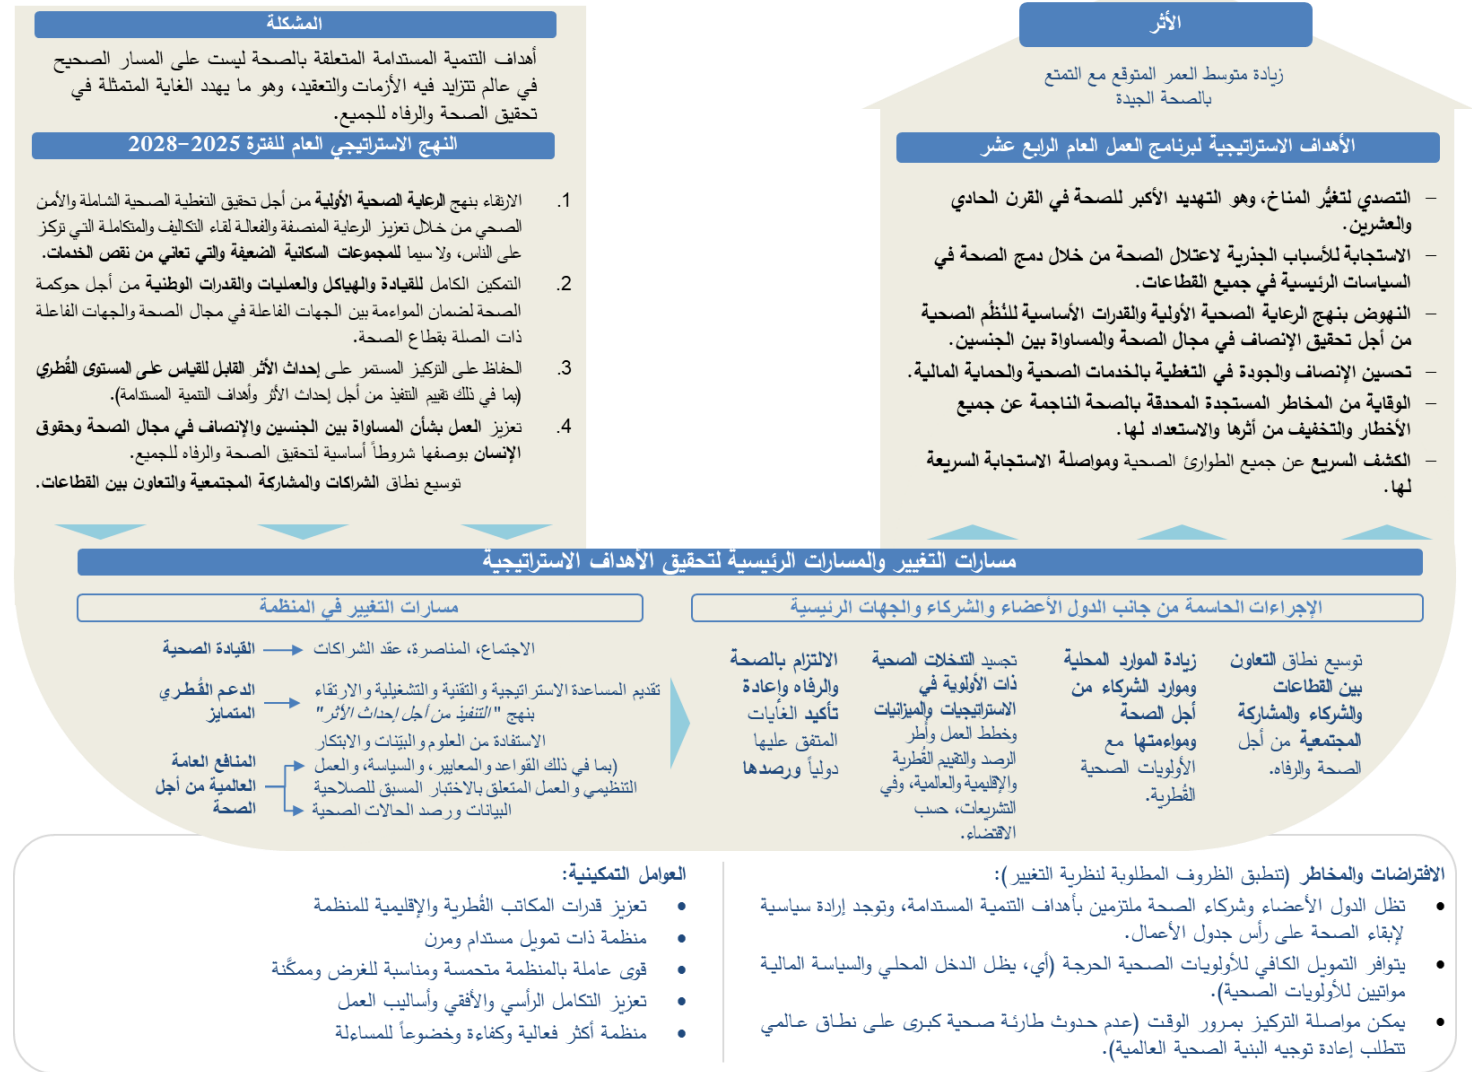 الأثر
زيادة متوسط العمر المتوقع مع التمتع
بالصحة الجيدة
الأهداف الاستراتيجية لبرنامج العمل العام الرابع عشر
– التصدي لتغيُّر المناخ، وهو التهديد الأكبر للصحة في القرن الحادي
والعشرين.
– الاستجابة للأسباب الجذرية لاعتلال الصحة من خلال دمج الصحة في
السياسات الرئيسية في جميع القطاعات.
– النهوض بنهج الرعاية الصحية الأولية والقدرات الأساسية للنُظُم الصحية
من أجل تحقيق الإنصاف في مجال الصحة والمساواة بين الجنسين.
– تحسين الإنصاف والجودة في التغطية بالخدمات الصحية والحماية المالية.
– الوقاية من المخاطر المستجدة المحدقة بالصحة الناجمة عن جميع
الأخطار والتخفيف من أثرها والاستعداد لها.
– الكشف السريع عن جميع الطوارئ الصحية ومواصلة الاستجابة السريعة
لها.
المشكلة
أهداف التنمية المستدامة المتعلقة بالصحة ليست على المسار الصحيح
في عالم تتزايد فيه الأزمات والتعقيد، وهو ما يهدد الغاية المتمثلة في
تحقيق الصحة والرفاه للجميع.
النهج الاستراتيجي العام للفترة 2025-2028
1. الارتقاء بنهج الرعاية الصحية الأولية من أجل تحقيق التغطية الصحية الشاملة والأمن
الصحي من خلال تعزيز الرعاية المنصفة والفعالة لقاء التكاليف والمتكاملة التي تركز
على الناس، ولا سيما للمجموعات السكانية الضعيفة والتي تعاني من نقص الخدمات.
2. التمكين الكامل للقيادة والهياكل والعمليات والقدرات الوطنية من أجل حوكمة
الصحة لضمان المواءمة بين الجهات الفاعلة في مجال الصحة والجهات الفاعلة
ذات الصلة بقطاع الصحة.
3. الحفاظ على التركيز المستمر على إحداث الأثر القابل للقياس على المستوى القُطري
(بما في ذلك تقييم التنفيذ من أجل إحداث الأثر وأهداف التنمية المستدامة).
4. تعزيز العمل بشأن المساواة بين الجنسين والإنصاف في مجال الصحة وحقوق
الإنسان بوصفها شروطاً أساسية لتحقيق الصحة والرفاه للجميع.
توسيع نطاق الشراكات والمشاركة المجتمعية والتعاون بين القطاعات.
مسارات التغيير والمسارات الرئيسية لتحقيق الأهداف الاستراتيجية
الإجراءات الحاسمة من جانب الدول الأعضاء والشركاء والجهات الرئيسية
توسيع نطاق التعاون
بين القطاعات
والشركاء والمشاركة
المجتمعية من أجل
الصحة والرفاه.
زيادة الموارد المحلية
وموارد الشركاء من
أجل الصحة
ومواءمتها مع
الأولويات الصحية
القُطرية.
تجسيد التدخلات الصحية
ذات الأولوية في
الاستراتيجيات والميزانيات
وخطط العمل وأُطر
الرصد والتقييم القُطرية
والإقليمية والعالمية، وفي
التشريعات، حسب
الاقتضاء.
الالتزام بالصحة
والرفاه وإعادة
تأكيد الغايات
المتفق عليها
دولياً ورصدها
مسارات التغيير في المنظمة
الاجتماع، المناصرة، عقد الشراكات
القيادة الصحية
تقديم المساعدة الاستراتيجية والتقنية والتشغيلية والارتقاء
بنهج "التنفيذ من أجل إحداث الأثر"
الدعم القُطري
المتمايز
الاستفادة من العلوم والبيّنات والابتكار
(بما في ذلك القواعد والمعايير، والسياسة، والعمل
التنظيمي والعمل المتعلق بالاختبار المسبق للصلاحية
البيانات ورصد الحالات الصحية
المنافع العامة
العالمية من أجل
الصحة
الافتراضات والمخاطر (تنطبق الظروف المطلوبة لنظرية التغيير):
• تظل الدول الأعضاء وشركاء الصحة ملتزمين بأهداف التنمية المستدامة، وتوجد إرادة سياسية
لإبقاء الصحة على رأس جدول الأعمال.
• يتوافر التمويل الكافي للأولويات الصحية الحرجة (أي، يظل الدخل المحلي والسياسة المالية
مواتيين للأولويات الصحية).
• يمكن مواصلة التركيز بمرور الوقت (عدم حدوث طارئة صحية كبرى على نطاق عالمي
تتطلب إعادة توجيه البنية الصحية العالمية).
العوامل التمكينية:
• تعزيز قدرات المكاتب القُطرية والإقليمية للمنظمة
• منظمة ذات تمويل مستدام ومرن
• قوى عاملة بالمنظمة متحمسة ومناسبة للغرض وممكَّنة
• تعزيز التكامل الرأسي والأفقي وأساليب العمل
• منظمة أكثر فعالية وكفاءة وخضوعاً للمساءلة